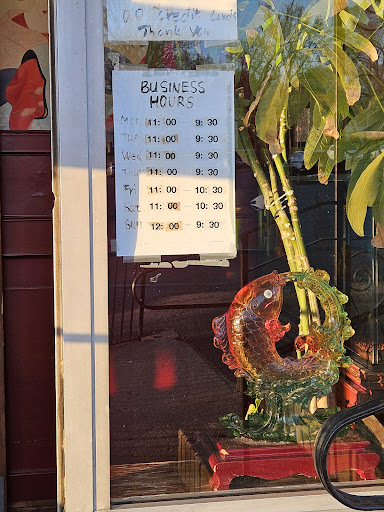 Credit Cards
Thank You
BUSINESS
HOURS
Mon 11:00 - 9:30
Tues 11:00 - 9:30
Wed 11:00 - 9:30
Thur 11:00 - 9:30
Fri 11:00 - 10:30
Sat 11:00 - 10:30
Sun 12:00 - 9:30